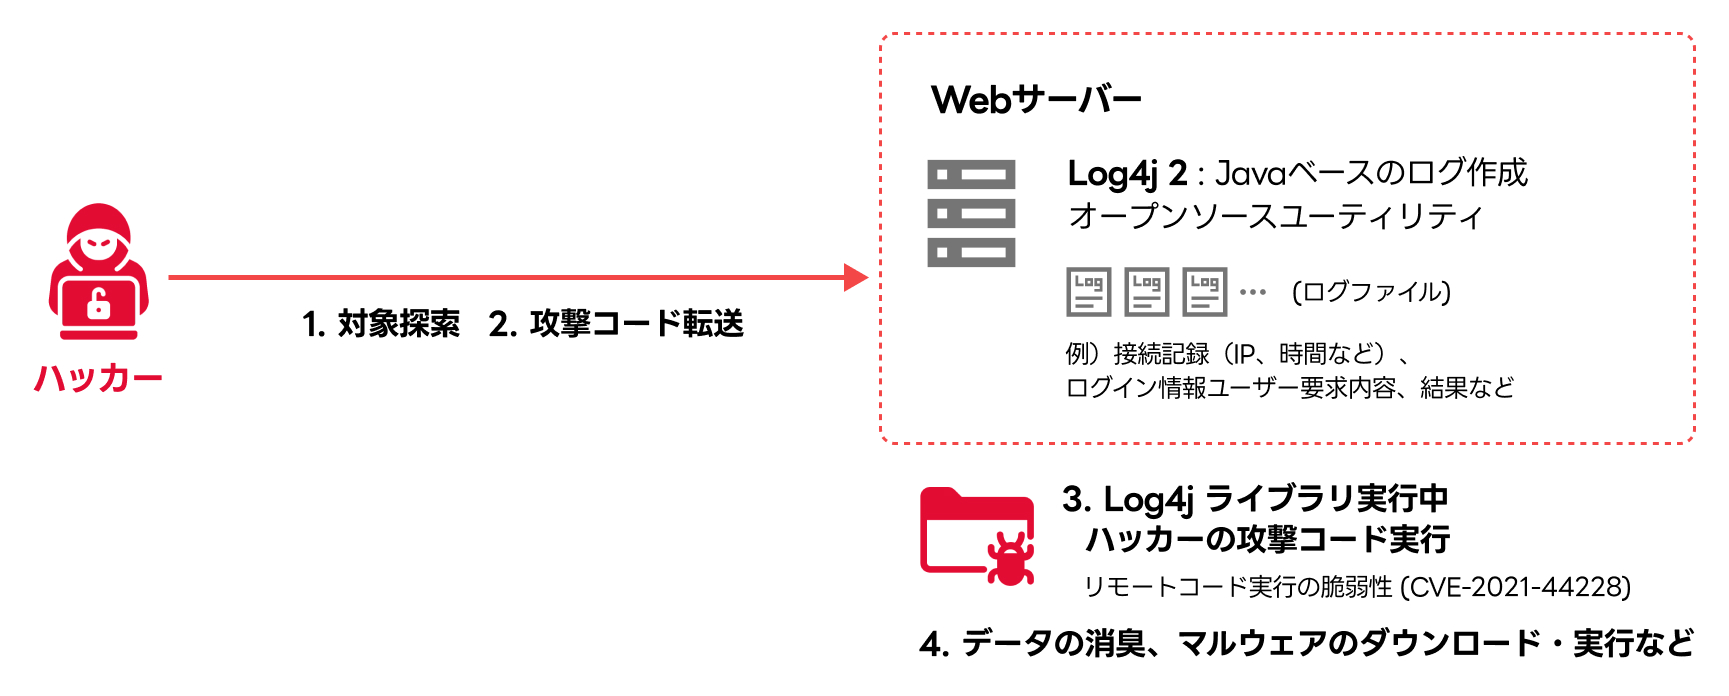 Webサーバー
Log4j 2 : Javaベースのログ作成
オープンソースユーティリティ
Log Log Log ··· (ログファイル)
例）接続記録（IP、時間など）、
ログイン情報ユーザー要求内容、結果など
1. 対象探索 2. 攻撃コード転送
ハッカー
3. Log4j ライブラリ実行中
ハッカーの攻撃コード実行
リモートコード実行の脆弱性 (CVE-2021-44228)
4. データの消臭、マルウェアのダウンロード・実行など